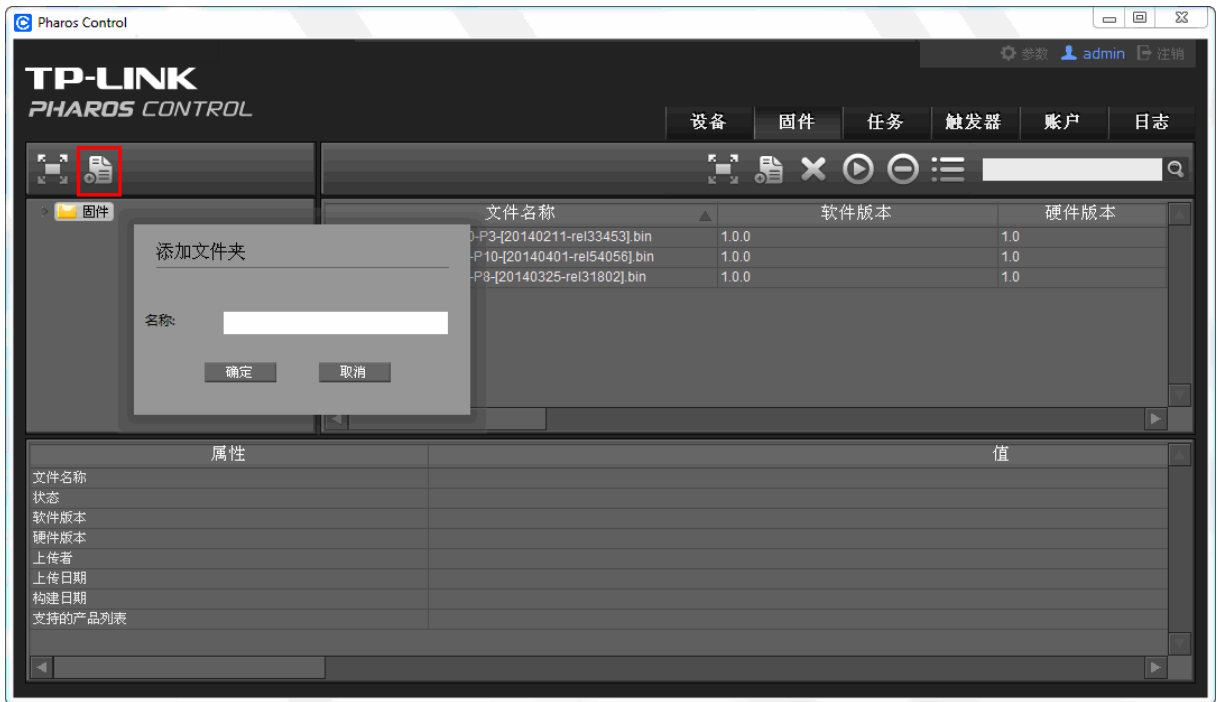 Pharos Control
参数 admin 注销
TP-LINK
PHAROS CONTROL
设备 固件 任务 触发器 账户 日志
固件
文件名称 软件版本 硬件版本
-P3-[20140211-rel33453].bin 1.0.0 1.0
-P10-[20140401-rel54056].bin 1.0.0 1.0
-P8-[20140325-rel31802].bin 1.0.0 1.0
添加文件夹
名称:
确定 取消
属性 值
文件名称
状态
软件版本
硬件版本
上传者
上传日期
构建日期
支持的产品列表